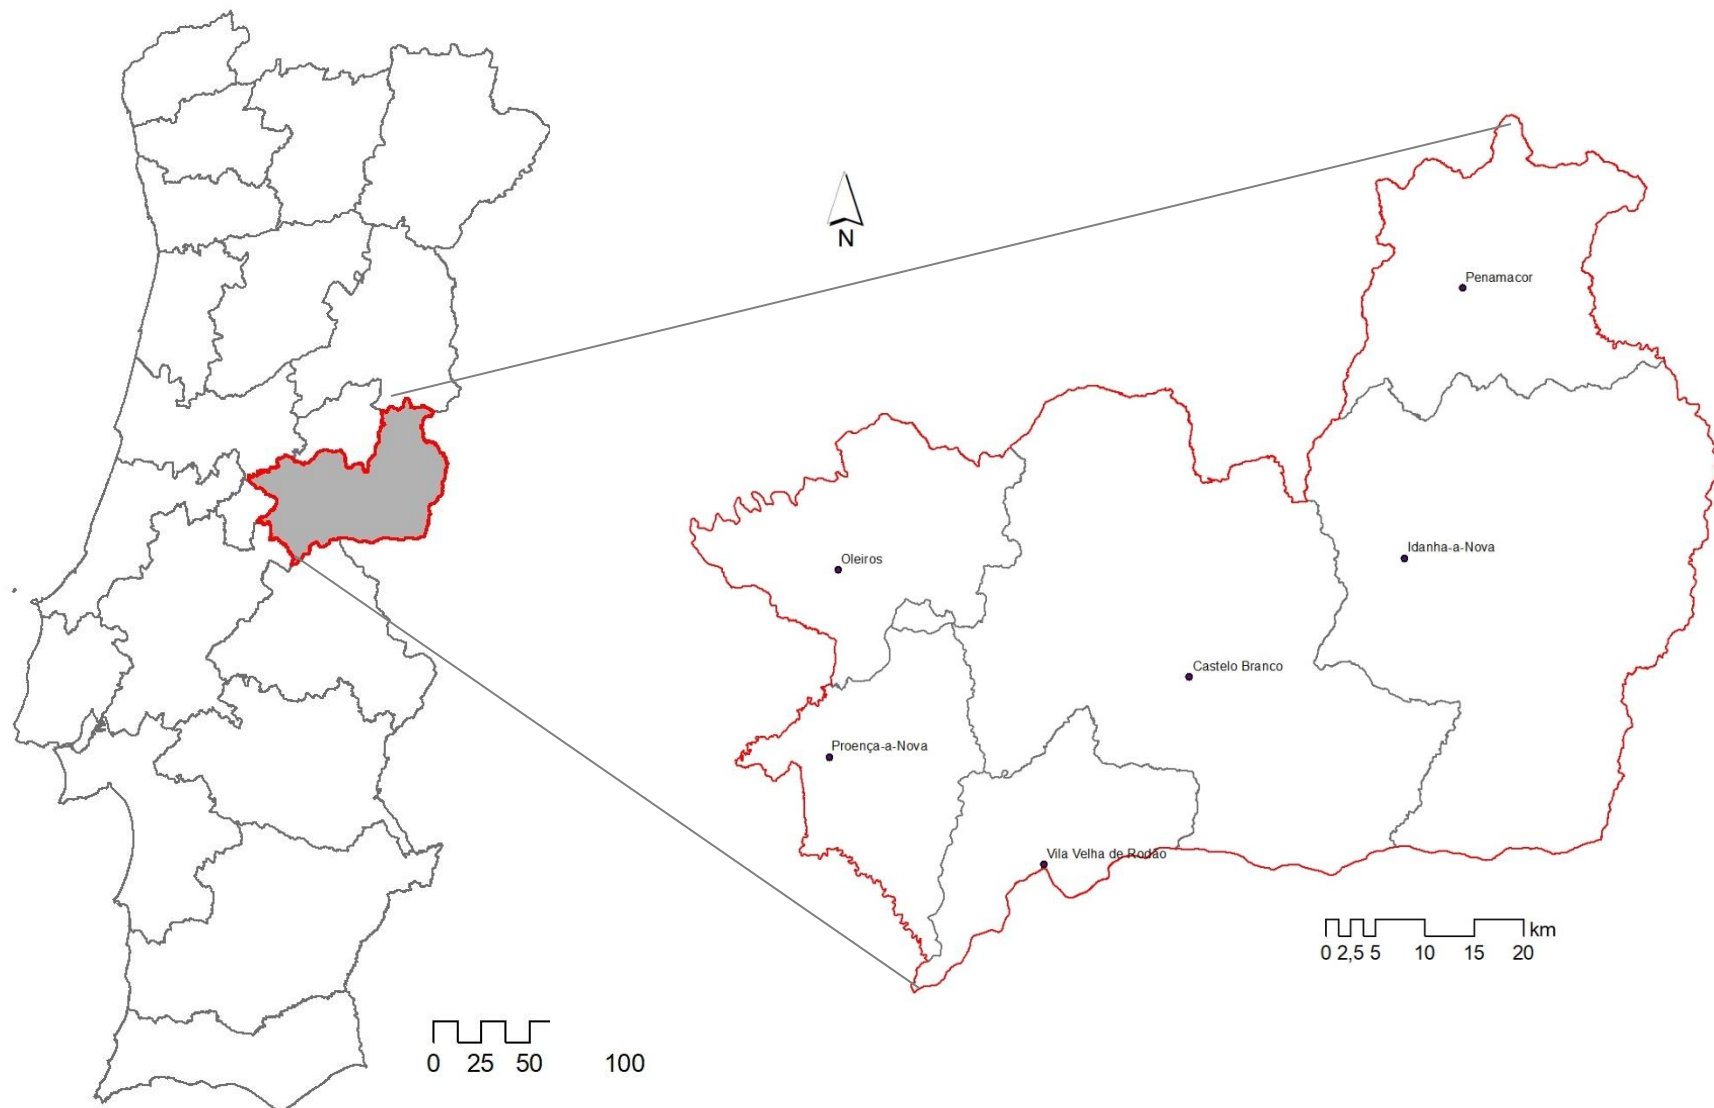 N
Penamacor
Idanha-a-Nova
Oleiros
Castelo Branco
Proença-a-Nova
Vila Velha de Rodão
km
0 2,5 5 10 15 20
0 25 50 100